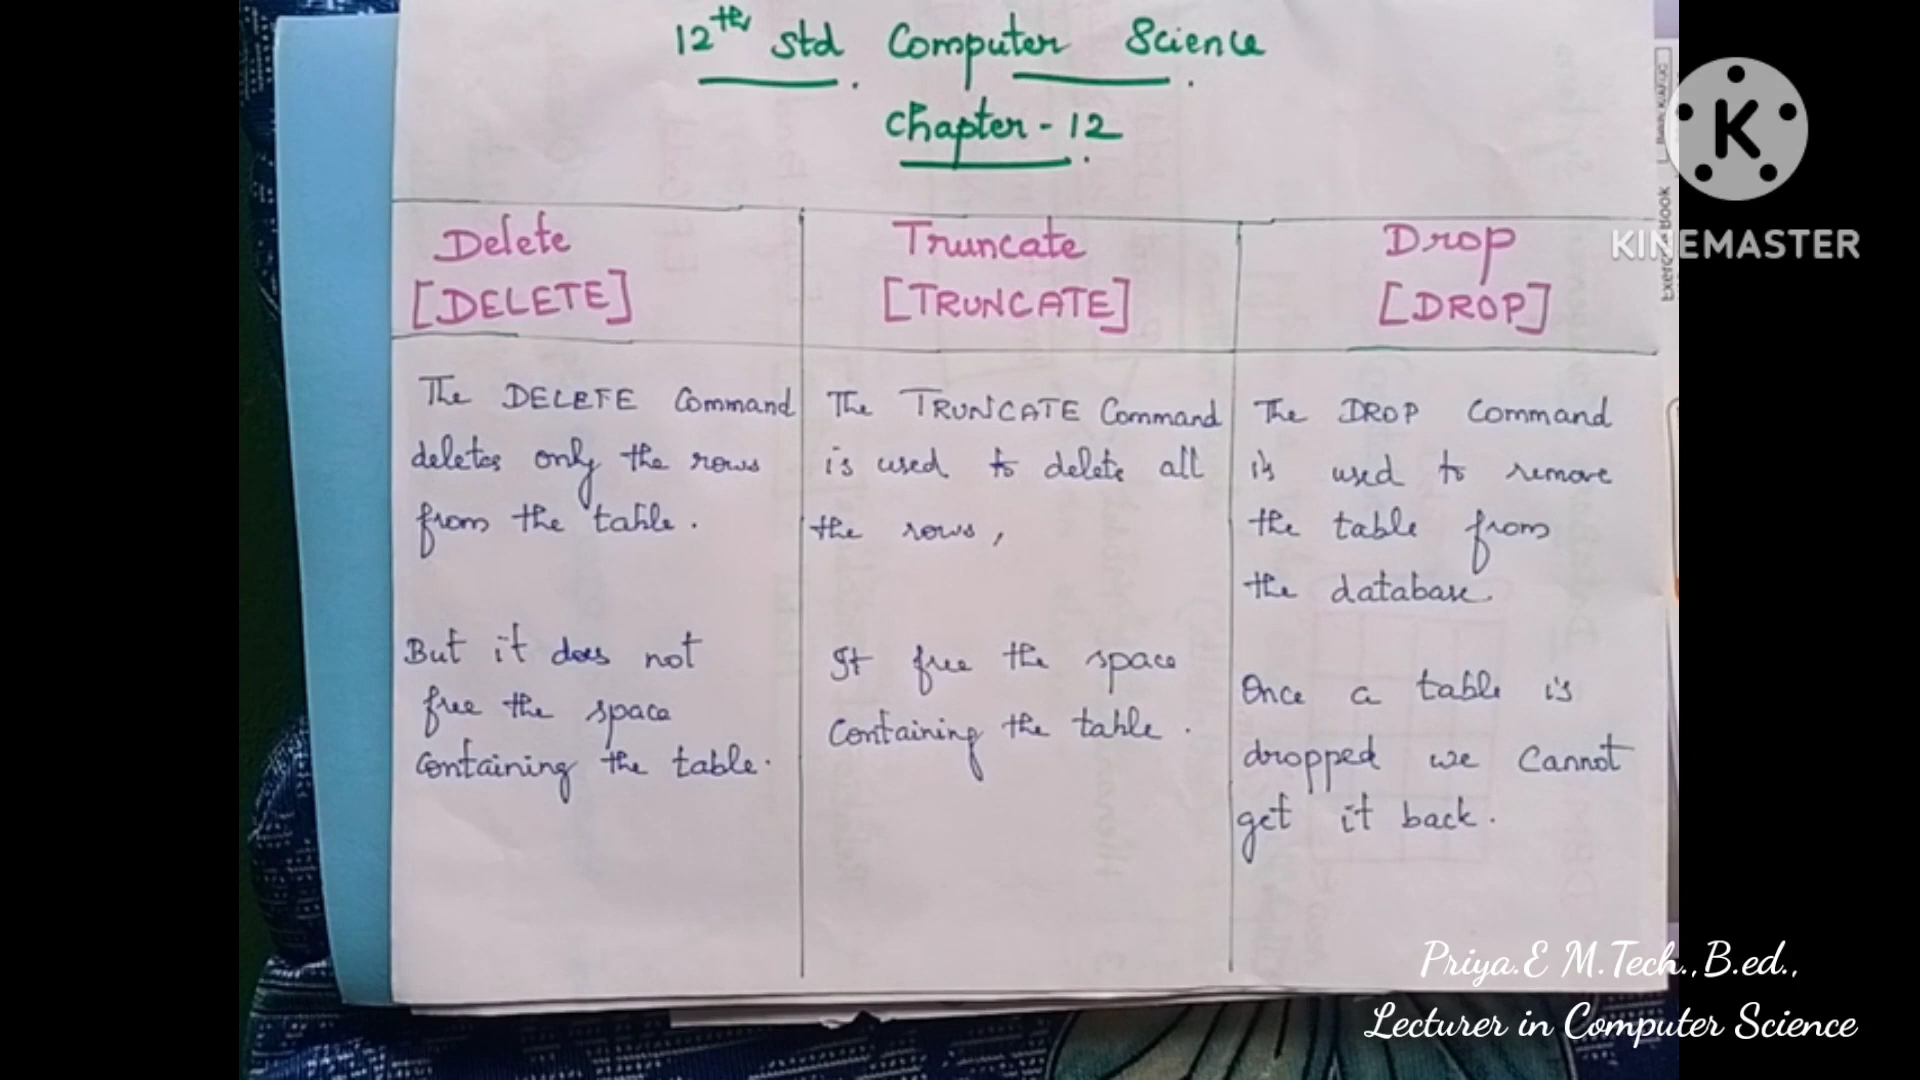 12th std Computer Science
Chapter - 12
Delete
[DELETE]
Truncate
[TRUNCATE]
Drop
[DROP]
The DELETE Command
deletes only the rows
from the table.
But it does not
free the space
Containing the table.
The TRUNCATE Command
is used to delete all
the rows,
It free the space
Containing the table.
The DROP Command
is used to remove
the table from
the database.
Once a table is
dropped we Cannot
get it back.
K
KINEMASTER
Exercise Book
Priya.E M.Tech.,B.ed.,
Lecturer in Computer Science